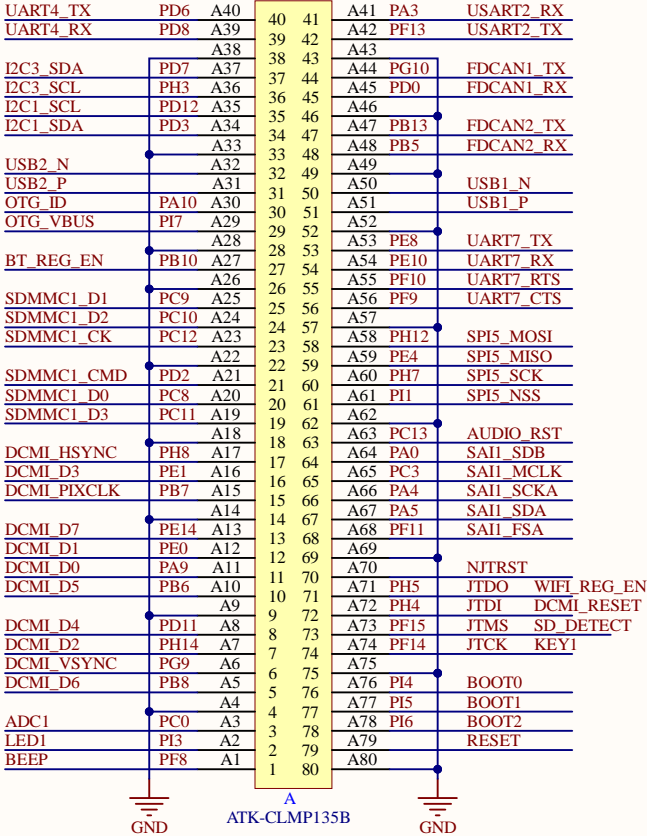 UART4_TX PD6 A40 40 41 A41 PA3 USART2_RX
UART4_RX PD8 A39 39 42 A42 PF13 USART2_TX
A38 38 43 A43
I2C3_SDA PD7 A37 37 44 A44 PG10 FDCAN1_TX
I2C3_SCL PH3 A36 36 45 A45 PD0 FDCAN1_RX
I2C1_SCL PD12 A35 35 46 A46
I2C1_SDA PD3 A34 34 47 A47 PB13 FDCAN2_TX
A33 33 48 A48 PB5 FDCAN2_RX
USB2_N A32 32 49 A49
USB2_P A31 31 50 A50 USB1_N
OTG_ID PA10 A30 30 51 A51 USB1_P
OTG_VBUS PI7 A29 29 52 A52
A28 28 53 A53 PE8 UART7_TX
BT_REG_EN PB10 A27 27 54 A54 PE10 UART7_RX
A26 26 55 A55 PF10 UART7_RTS
SDMMC1_D1 PC9 A25 25 56 A56 PF9 UART7_CTS
SDMMC1_D2 PC10 A24 24 57 A57
SDMMC1_CK PC12 A23 23 58 A58 PH12 SPI5_MOSI
A22 22 59 A59 PE4 SPI5_MISO
SDMMC1_CMD PD2 A21 21 60 A60 PH7 SPI5_SCK
SDMMC1_D0 PC8 A20 20 61 A61 PI1 SPI5_NSS
SDMMC1_D3 PC11 A19 19 62 A62
A18 18 63 A63 PC13 AUDIO_RST
DCMI_HSYNC PH8 A17 17 64 A64 PA0 SAI1_SDB
DCMI_D3 PE1 A16 16 65 A65 PC3 SAI1_MCLK
DCMI_PIXCLK PB7 A15 15 66 A66 PA4 SAI1_SCKA
A14 14 67 A67 PA5 SAI1_SDA
DCMI_D7 PE14 A13 13 68 A68 PF11 SAI1_FSA
DCMI_D1 PE0 A12 12 69 A69
DCMI_D0 PA9 A11 11 70 A70 NJTRST
DCMI_D5 PB6 A10 10 71 A71 PH5 JTDO WIFI_REG_EN
A9 9 72 A72 PH4 JTDI DCMI_RESET
DCMI_D4 PD11 A8 8 73 A73 PF15 JTMS SD_DETECT
DCMI_D2 PH14 A7 7 74 A74 PF14 JTCK KEY1
DCMI_VSYNC PG9 A6 6 75 A75
DCMI_D6 PB8 A5 5 76 A76 PI4 BOOT0
A4 4 77 A77 PI5 BOOT1
ADC1 PC0 A3 3 78 A78 PI6 BOOT2
LED1 PI3 A2 2 79 A79 RESET
BEEP PF8 A1 1 80 A80
A
ATK-CLMP135B
GND GND